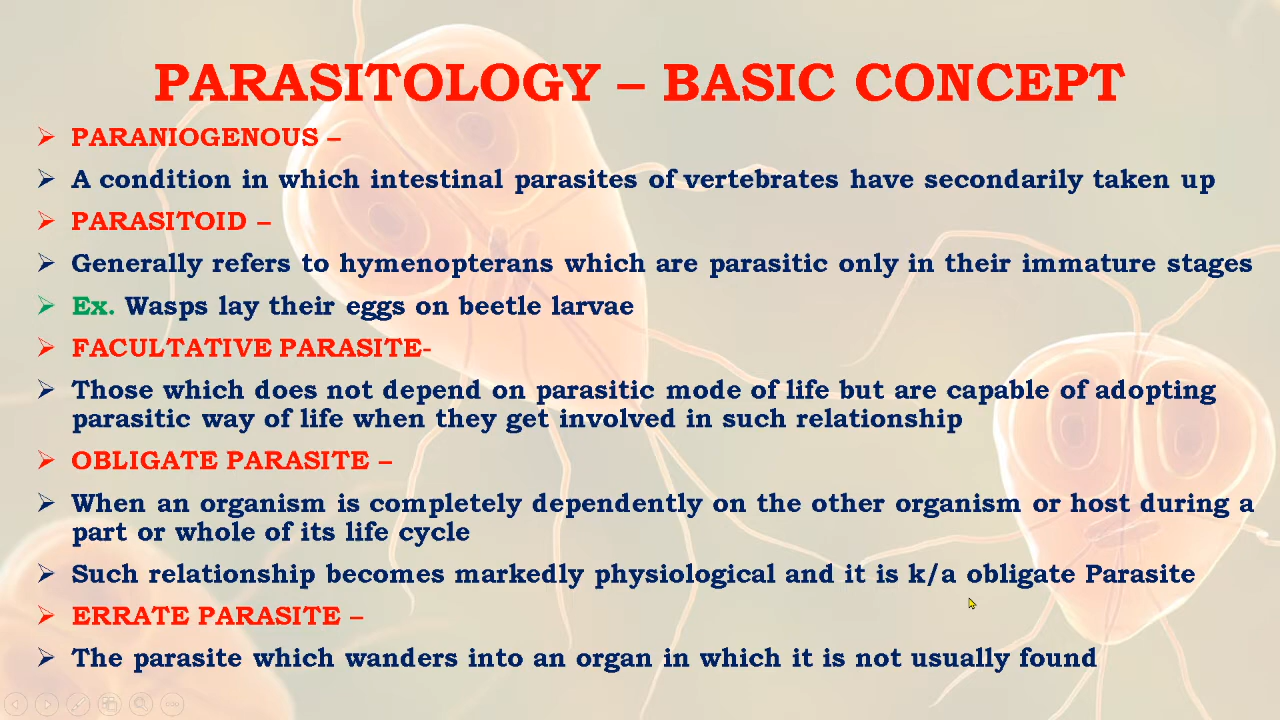 PARASITOLOGY – BASIC CONCEPT
PARANIOGENOUS –
A condition in which intestinal parasites of vertebrates have secondarily taken up
PARASITOID –
Generally refers to hymenopterans which are parasitic only in their immature stages
Ex. Wasps lay their eggs on beetle larvae
FACULTATIVE PARASITE-
Those which does not depend on parasitic mode of life but are capable of adopting
parasitic way of life when they get involved in such relationship
OBLIGATE PARASITE –
When an organism is completely dependently on the other organism or host during a
part or whole of its life cycle
Such relationship becomes markedly physiological and it is k/a obligate Parasite
ERRATE PARASITE –
The parasite which wanders into an organ in which it is not usually found